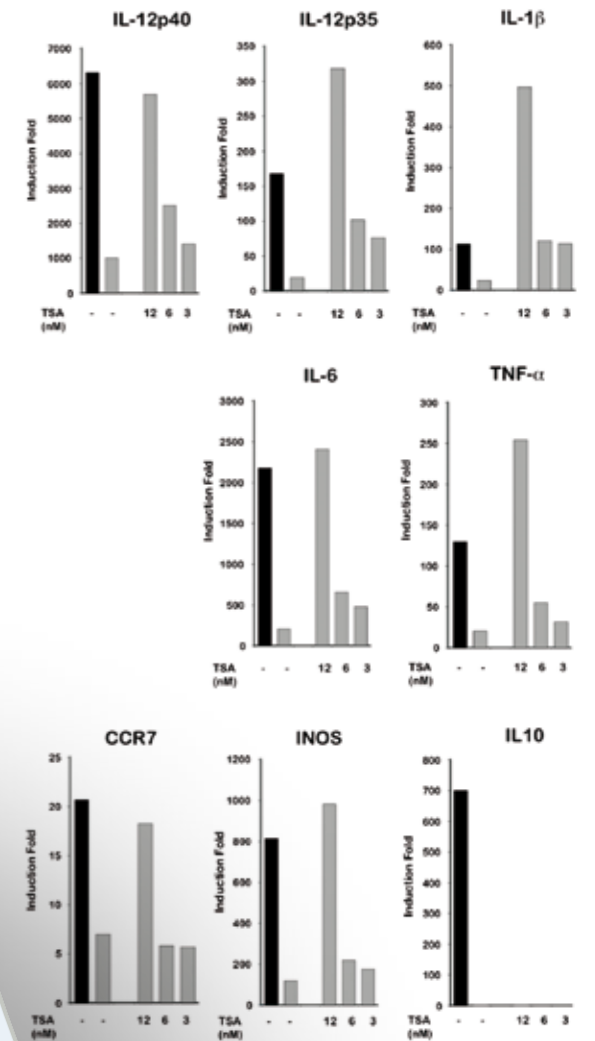 IL-12p40
Induction Fold
7000
6000
5000
4000
3000
2000
1000
0
TSA - - 12 6 3
(nM)
IL-12p35
Induction Fold
350
300
250
200
150
100
50
0
TSA - - 12 6 3
(nM)
IL-1β
Induction Fold
600
500
400
300
200
100
0
TSA - - 12 6 3
(nM)
IL-6
Induction Fold
3000
2500
2000
1500
1000
500
0
TSA - - 12 6 3
(nM)
TNF-α
Induction Fold
300
250
200
150
100
50
0
TSA - - 12 6 3
(nM)
CCR7
Induction Fold
25
20
15
10
5
0
TSA - - 12 6 3
(nM)
INOS
Induction Fold
1200
1000
800
600
400
200
0
TSA - - 12 6 3
(nM)
IL10
Induction Fold
800
700
600
500
400
300
200
100
0
TSA - - 12 6 3
(nM)